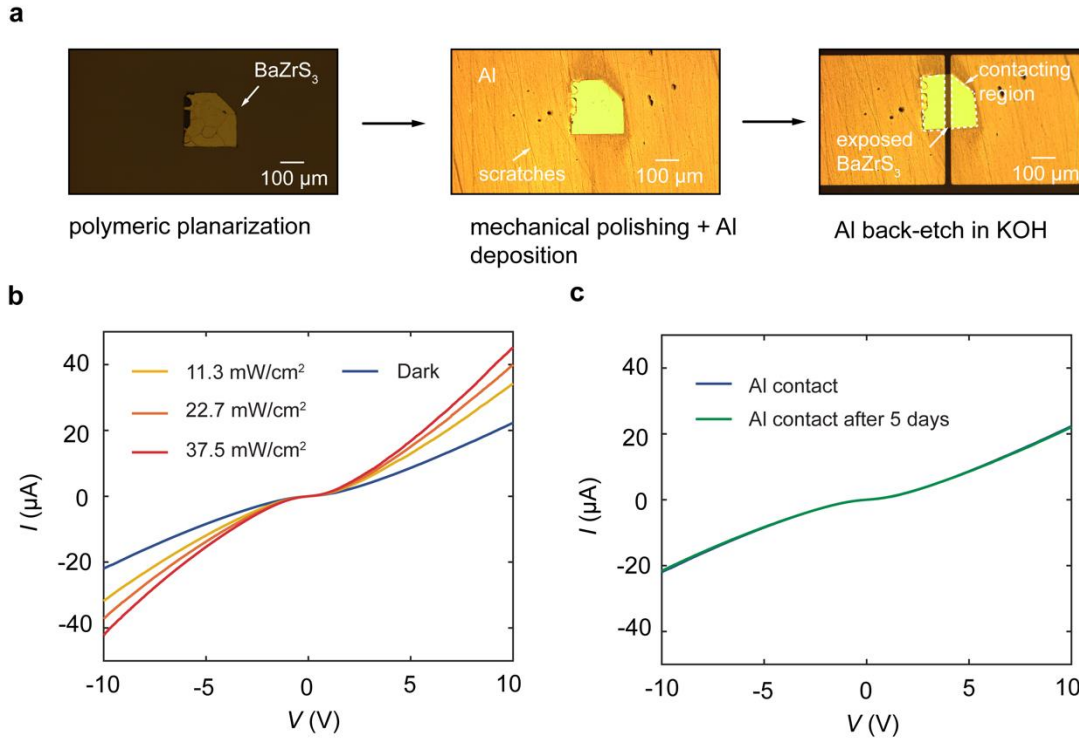 a
BaZrS₃
100 µm
polymeric planarization
Al
scratches
100 µm
mechanical polishing + Al
deposition
contacting
region
exposed
BaZrS₃
100 µm
Al back-etch in KOH
b
40
20
0
-20
-40
I (µA)
-10
-5
0
5
10
V (V)
11.3 mW/cm²
22.7 mW/cm²
37.5 mW/cm²
Dark
c
40
20
0
-20
-40
I (µA)
-10
-5
0
5
10
V (V)
Al contact
Al contact after 5 days